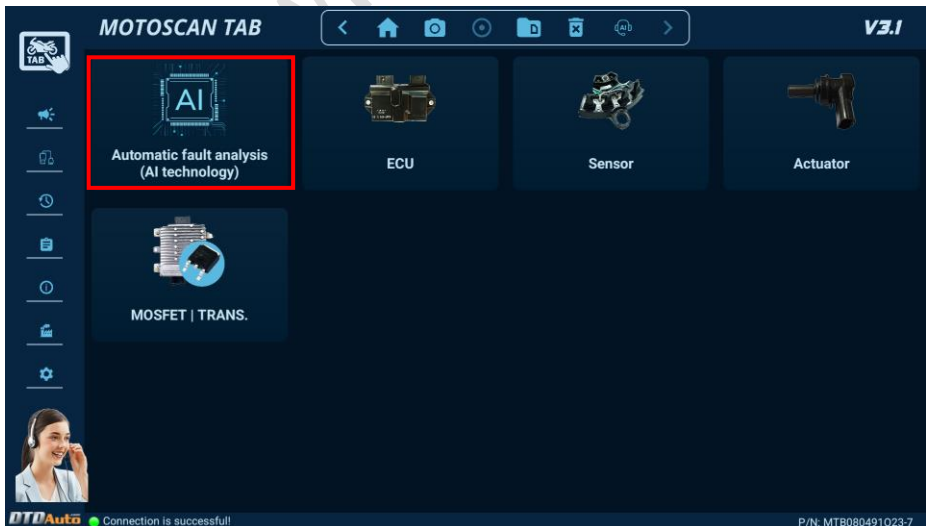 MOTOSCAN TAB
V3.1
TAB
AI
Automatic fault analysis
(AI technology)
ECU
Sensor
Actuator
MOSFET | TRANS.
DTDAuto
Connection is successful!
P/N: MTB080491O23-7